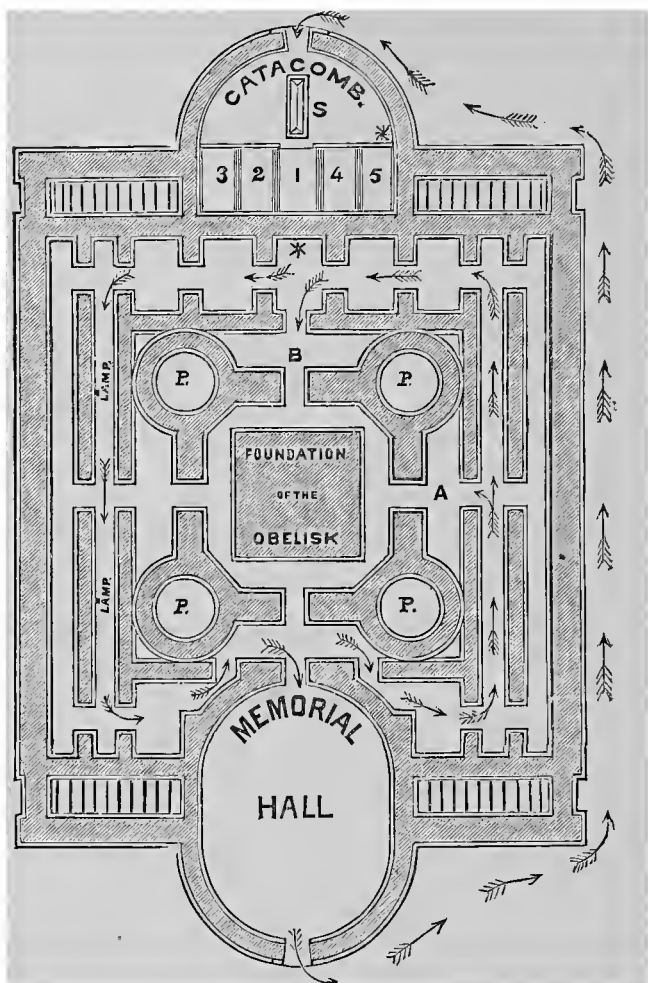 CATACOMB.
S
3 2 1 4 5
B
P. P.
LAMP.
FOUNDATION
OF THE
OBELISK
A
LAMP.
P. P.
MEMORIAL
HALL